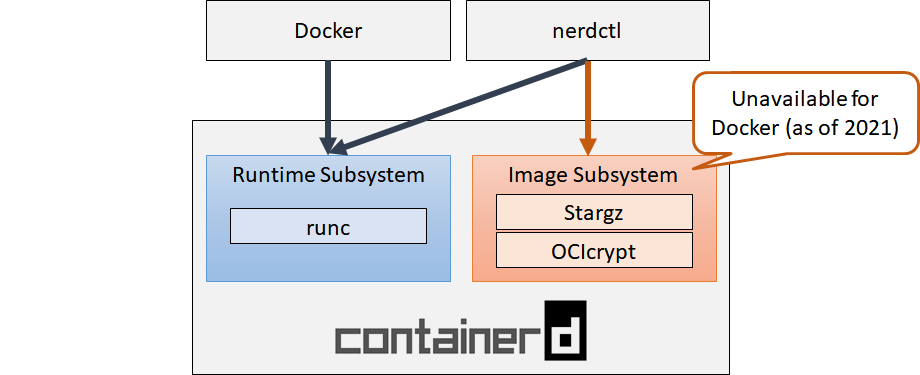 Docker
nerdctl
Unavailable for
Docker (as of 2021)
Runtime Subsystem
Image Subsystem
runc
Stargz
OCIcrypt
containerd